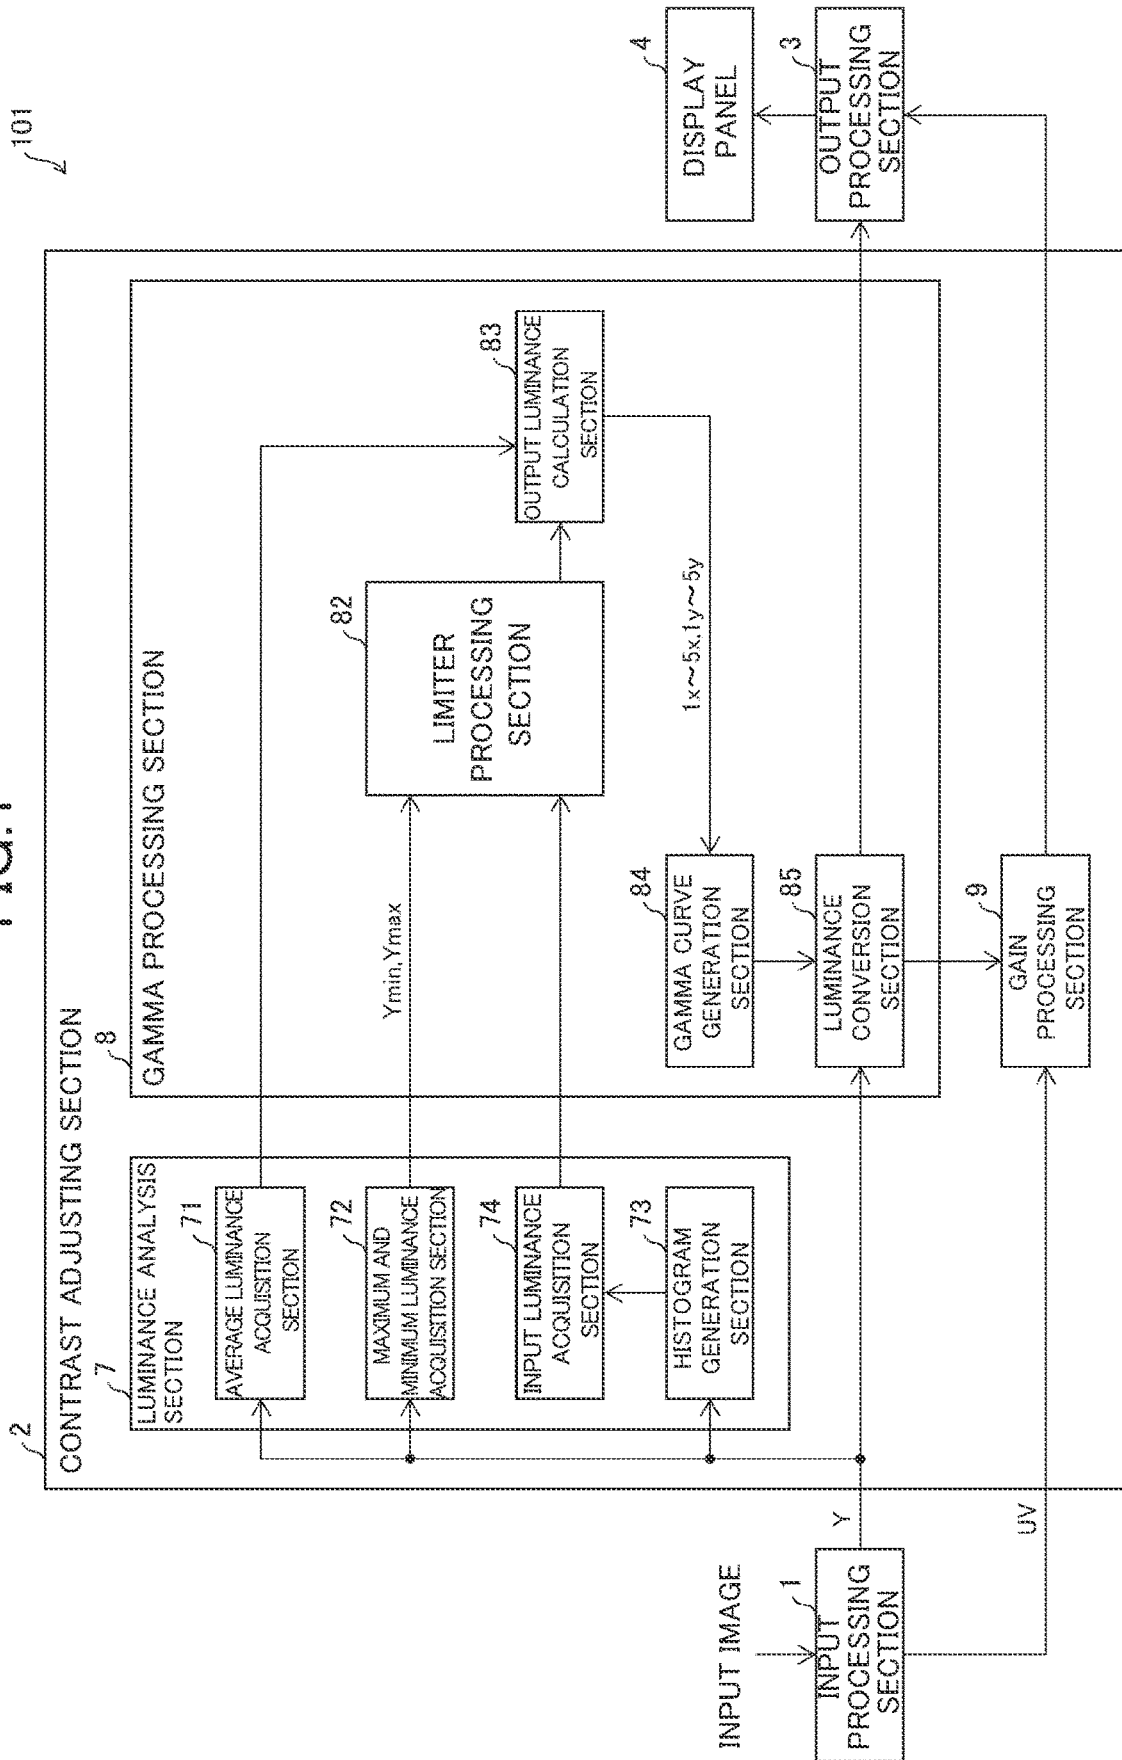 FIG.1
101
2
CONTRAST ADJUSTING SECTION
7
LUMINANCE ANALYSIS
SECTION
71
AVERAGE LUMINANCE
ACQUISITION
SECTION
72
MAXIMUM AND
MINIMUM LUMINANCE
ACQUISITION SECTION
74
INPUT LUMINANCE
ACQUISITION
SECTION
73
HISTOGRAM
GENERATION
SECTION
8
GAMMA PROCESSING SECTION
Ymin,Ymax
82
LIMITER
PROCESSING
SECTION
83
OUTPUT LUMINANCE
CALCULATION
SECTION
1x~5x,1y~5y
84
GAMMA CURVE
GENERATION
SECTION
85
LUMINANCE
CONVERSION
SECTION
9
GAIN
PROCESSING
SECTION
INPUT IMAGE
1
INPUT
PROCESSING
SECTION
Y
UV
4
DISPLAY
PANEL
3
OUTPUT
PROCESSING
SECTION